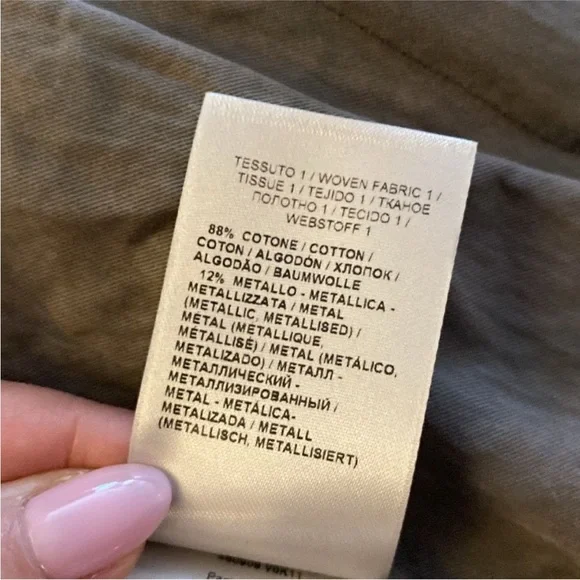 TESSUTO 1 / WOVEN FABRIC 1 /
TISSUE 1 / TEJIDO 1 / ТКАНОЕ
ПОЛОТНО 1 / TECIDO 1 /
WEBSTOFF 1
88% COTONE / COTTON /
COTON / ALGODÓN / ХЛОПОК /
ALGODÃO / BAUMWOLLE
12% METALLO - METALLICA -
METALLIZZATA / METAL
(METALLIC, METALLISED) /
METAL (METALLIQUE,
MÉTALLISÉ) / METAL (METÁLICO,
METALIZADO) / МЕТАЛЛ -
МЕТАЛЛИЧЕСКИЙ -
МЕТАЛЛИЗИРОВАННЫЙ /
METAL - METÁLICA-
METALIZADA / METALL
(METALLISCH, METALLISIERT)